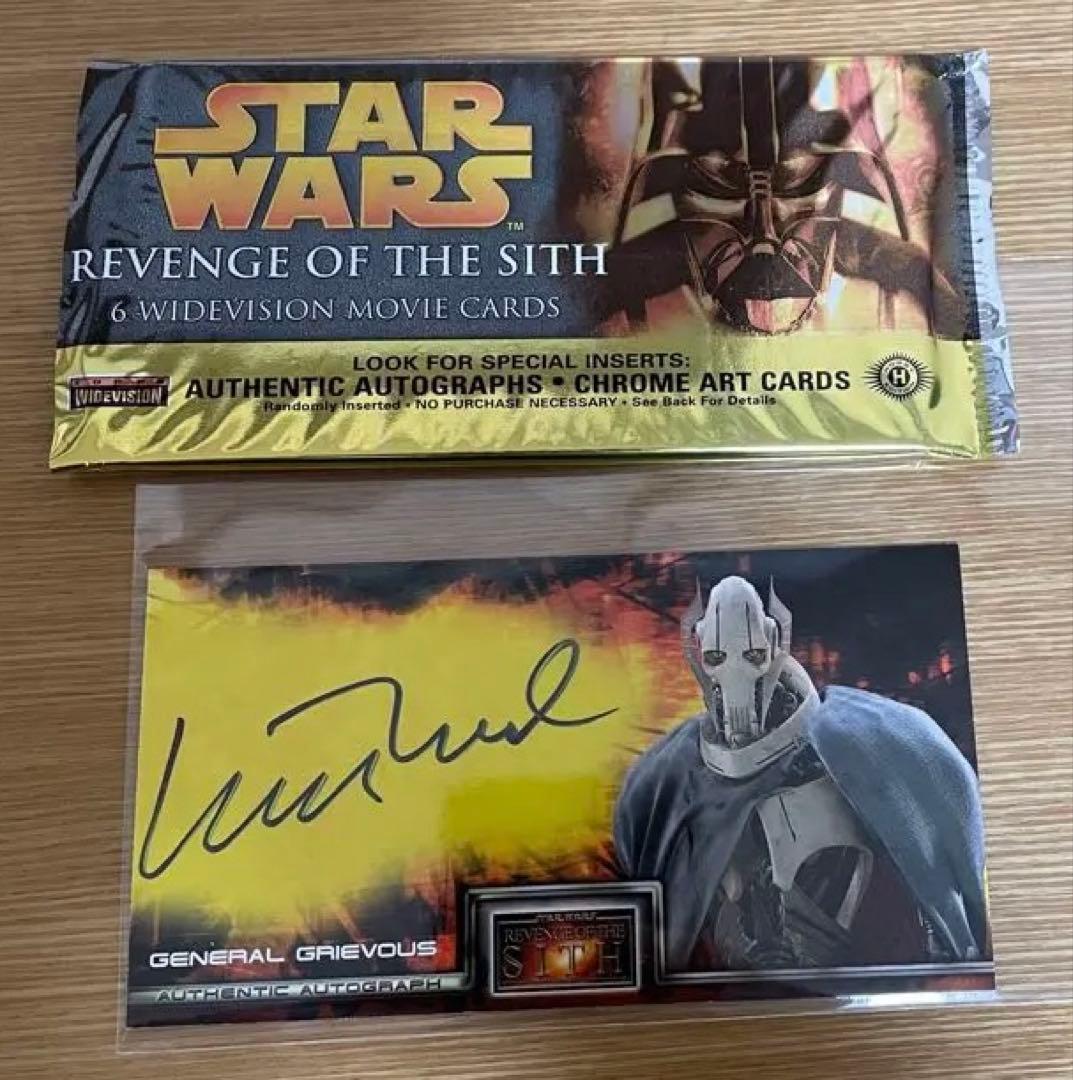 STAR
WARS™
REVENGE OF THE SITH
6 WIDEVISION MOVIE CARDS
LOOK FOR SPECIAL INSERTS:
WIDEVISION
AUTHENTIC AUTOGRAPHS • CHROME ART CARDS
H
Randomly Inserted • NO PURCHASE NECESSARY • See Back For Details
STAR WARS
REVENGE OF THE
SITH
GENERAL GRIEVOUS
AUTHENTIC AUTOGRAPH